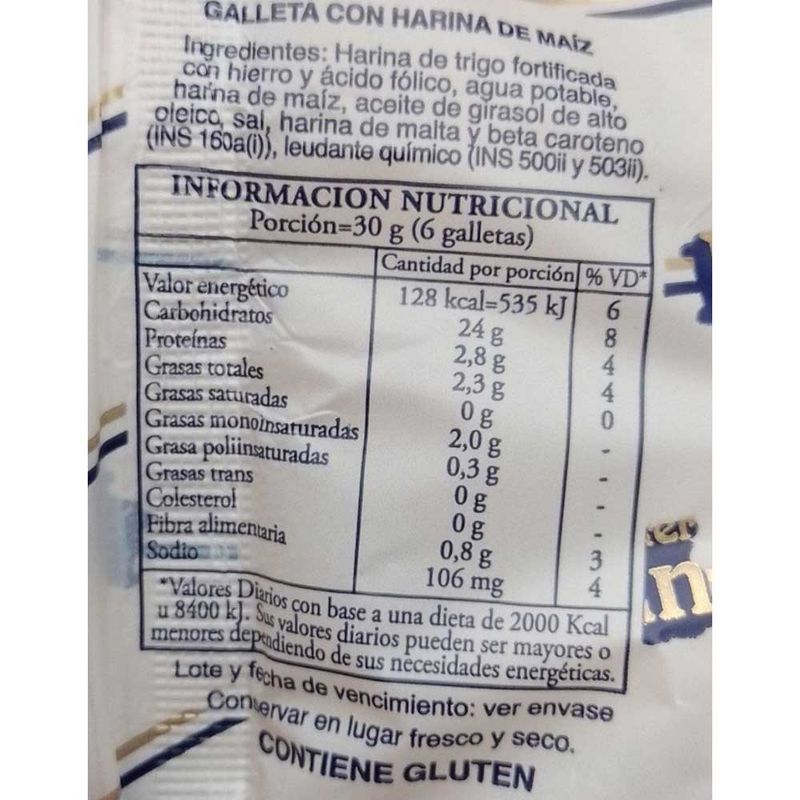 GALLETA CON HARINA DE MAÍZ
Ingredientes: Harina de trigo fortificada
con hierro y ácido fólico, agua potable,
harina de maíz, aceite de girasol de alto
oleico, sal, harina de malta y beta caroteno
(INS 160a(i)), leudante químico (INS 500ii y 503ii).
INFORMACION NUTRICIONAL
Porción=30 g (6 galletas)
Cantidad por porción % VD*
Valor energético 128 kcal=535 kJ 6
Carbohidratos 24 g 8
Proteínas 2,8 g 4
Grasas totales 2,3 g 4
Grasas saturadas 0 g 0
Grasas monoinsaturadas 2,0 g -
Grasa poliinsaturadas 0,3 g -
Grasas trans 0 g -
Colesterol 0 g -
Fibra alimentaria 0,8 g 3
Sodio 106 mg 4
*Valores Diarios con base a una dieta de 2000 Kcal
u 8400 kJ. Sus valores diarios pueden ser mayores o
menores dependiendo de sus necesidades energéticas.
Lote y fecha de vencimiento: ver envase
Conservar en lugar fresco y seco.
CONTIENE GLUTEN